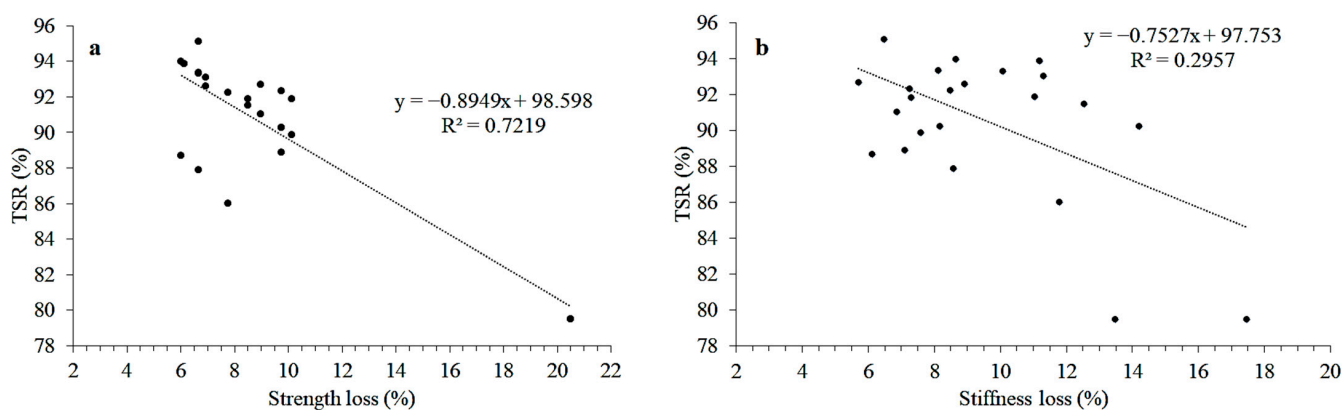 a
y = −0.8949x + 98.598
R² = 0.7219
TSR (%)
96
94
92
90
88
86
84
82
80
78
2 4 6 8 10 12 14 16 18 20 22
Strength loss (%)
b
y = −0.7527x + 97.753
R² = 0.2957
TSR (%)
96
94
92
90
88
86
84
82
80
78
2 4 6 8 10 12 14 16 18 20
Stiffness loss (%)